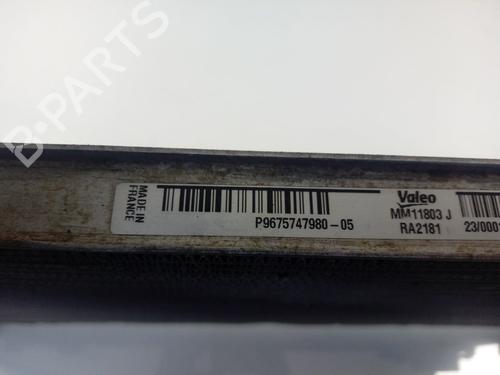 MADE IN
FRANCE
P9675747980-05
Valeo
MM11803 J
RA2181
23/0001
B-PARTS